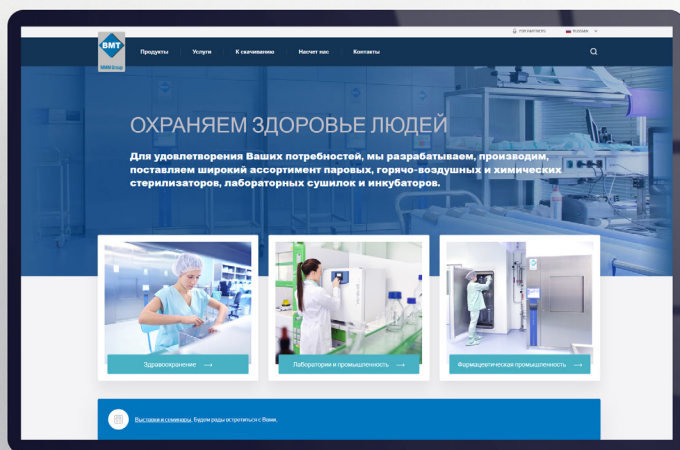 FOR PARTNERS RUSSIAN
BMT
MMM Group
Продукты Услуги К скачиванию Насчет нас Контакты
ОХРАНЯЕМ ЗДОРОВЬЕ ЛЮДЕЙ
Для удовлетворения Ваших потребностей, мы разрабатываем, производим,
поставляем широкий ассортимент паровых, горячо-воздушных и химических
стерилизаторов, лабораторных сушилок и инкубаторов.
Здравоохранение →
Лаборатории и промышленность →
Фармацевтическая промышленность →
Выставки и семинары. Будем рады встретиться с Вами.